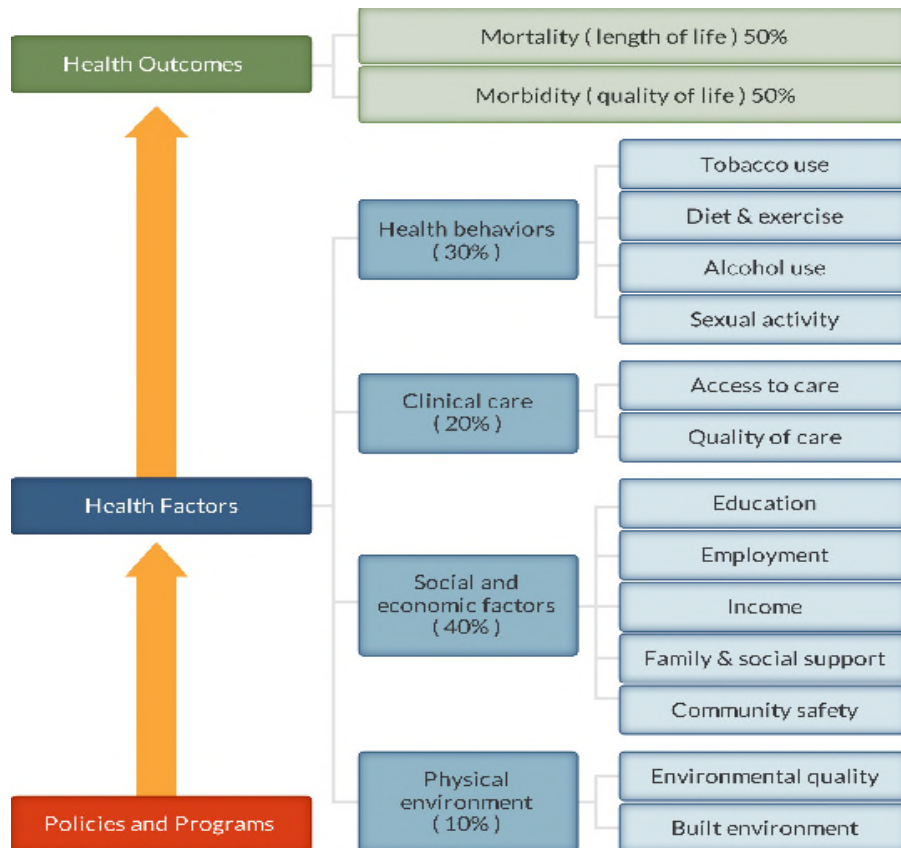 Health Outcomes
Mortality ( length of life ) 50%
Morbidity ( quality of life ) 50%
Health Factors
Health behaviors
( 30% )
Tobacco use
Diet & exercise
Alcohol use
Sexual activity
Clinical care
( 20% )
Access to care
Quality of care
Social and
economic factors
( 40% )
Education
Employment
Income
Family & social support
Community safety
Physical
environment
( 10% )
Environmental quality
Built environment
Policies and Programs